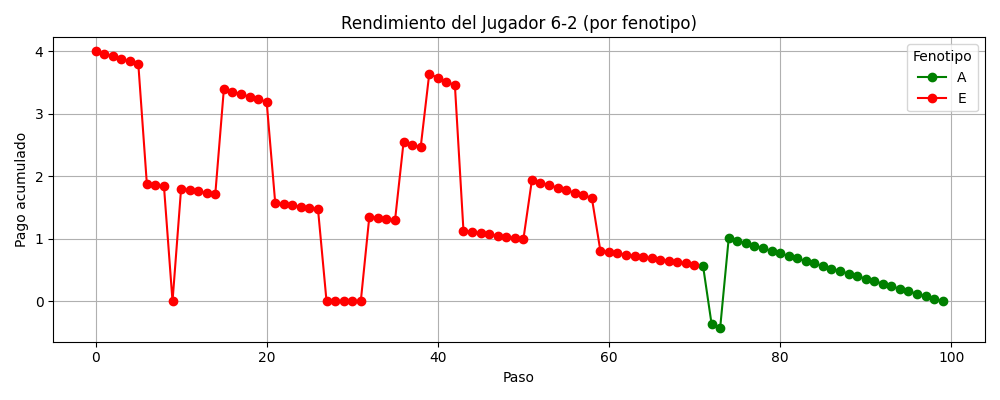 Rendimiento del Jugador 6-2 (por fenotipo)
Pago acumulado
4
3
2
1
0
0
20
40
60
80
100
Paso
Fenotipo
A
E